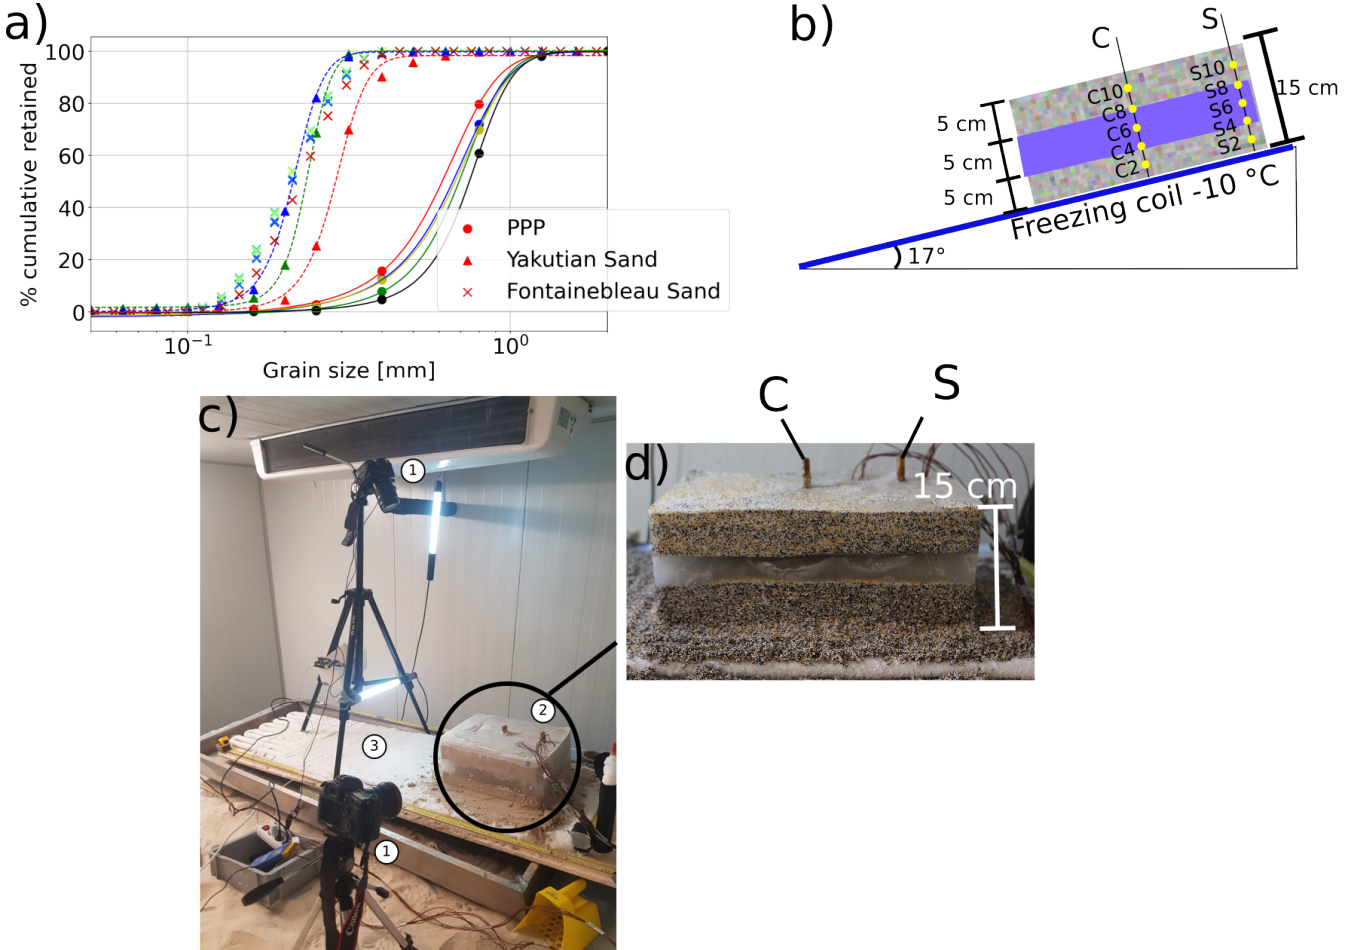 a)
% cumulative retained
100
80
60
40
20
0
10⁻¹
10⁰
Grain size [mm]
PPP
Yakutian Sand
Fontainebleau Sand
b)
C
S
C10
C8
C6
C4
C2
S10
S8
S6
S4
S2
15 cm
5 cm
5 cm
5 cm
Freezing coil -10 °C
17°
c)
1
2
3
1
C
S
d)
15 cm